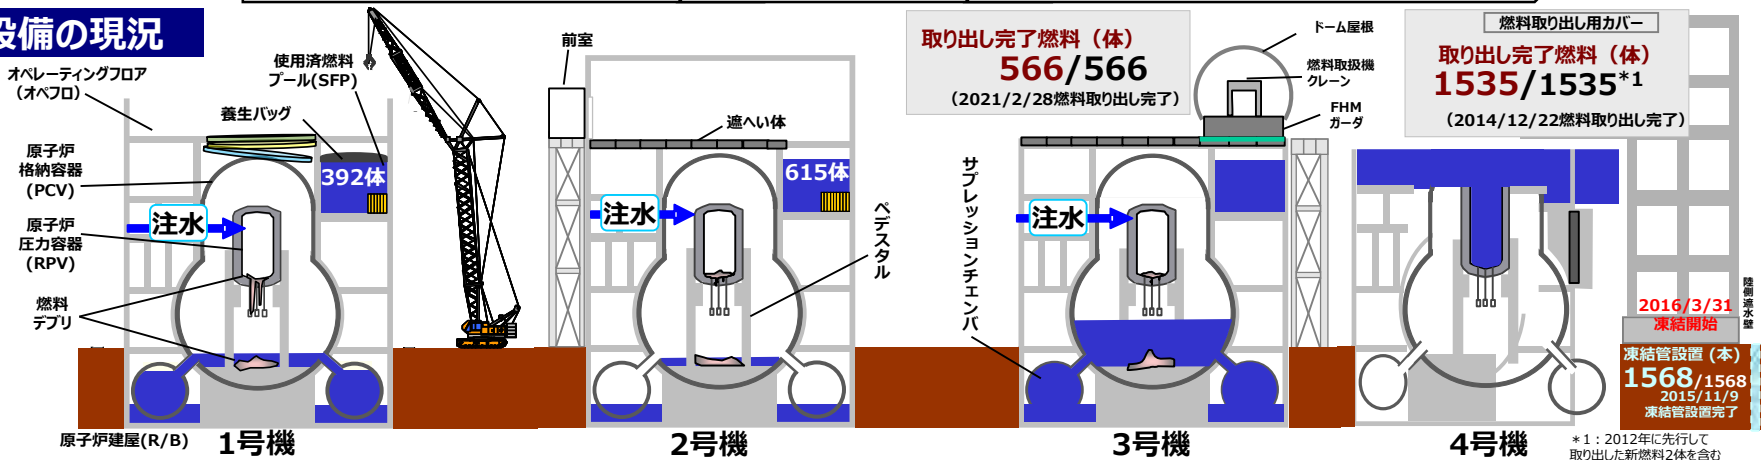 設備の現況
オペレーティングフロア
(オペフロ)
使用済燃料
プール(SFP)
養生バッグ
原子炉
格納容器
(PCV)
392体
注水
原子炉
圧力容器
(RPV)
燃料
デブリ
原子炉建屋(R/B)
1号機
前室
遮へい体
615体
注水
ペデスタル
2号機
取り出し完了燃料（体）
566/566
(2021/2/28燃料取り出し完了)
ドーム屋根
燃料取扱機
クレーン
FHM
ガーダ
サプレッションチェンバ
注水
3号機
燃料取り出し用カバー
取り出し完了燃料（体）
1535/1535*1
(2014/12/22燃料取り出し完了)
4号機
陸側遮水壁
2016/3/31
凍結開始
凍結管設置 (本)
1568/1568
2015/11/9
凍結管設置完了
*1：2012年に先行して
取り出した新燃料2体を含む